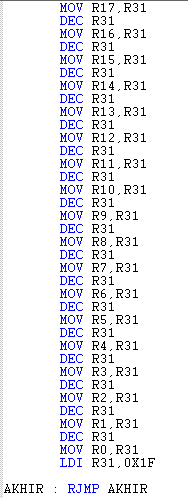 MOV R17,R31
DEC R31
MOV R16,R31
DEC R31
MOV R15,R31
DEC R31
MOV R14,R31
DEC R31
MOV R13,R31
DEC R31
MOV R12,R31
DEC R31
MOV R11,R31
DEC R31
MOV R10,R31
DEC R31
MOV R9,R31
DEC R31
MOV R8,R31
DEC R31
MOV R7,R31
DEC R31
MOV R6,R31
DEC R31
MOV R5,R31
DEC R31
MOV R4,R31
DEC R31
MOV R3,R31
DEC R31
MOV R2,R31
DEC R31
MOV R1,R31
DEC R31
MOV R0,R31
LDI R31,0X1F
AKHIR : RJMP AKHIR